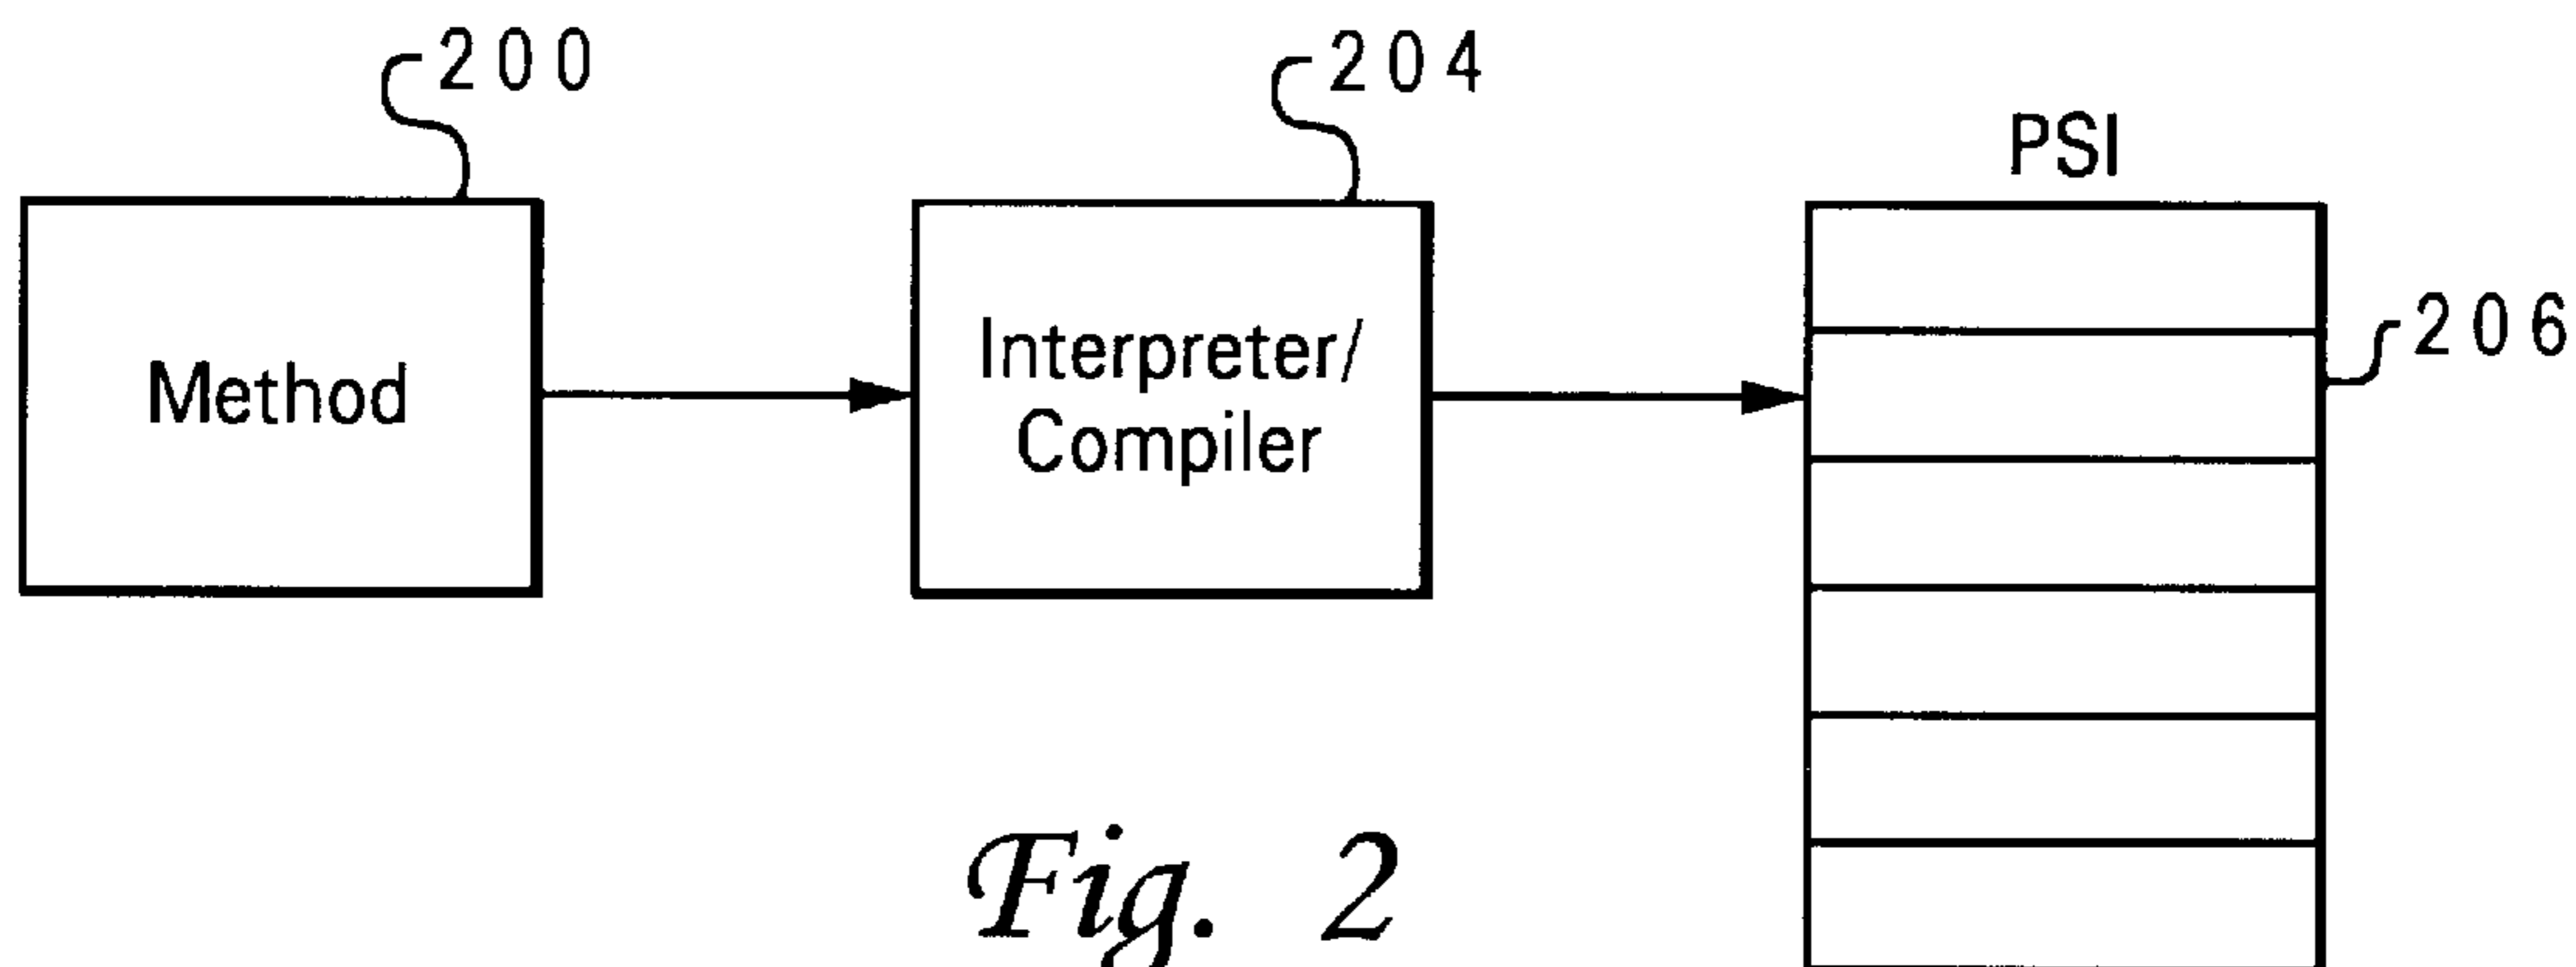 200
204
PSI
206
Method
Interpreter/
Compiler
Fig. 2